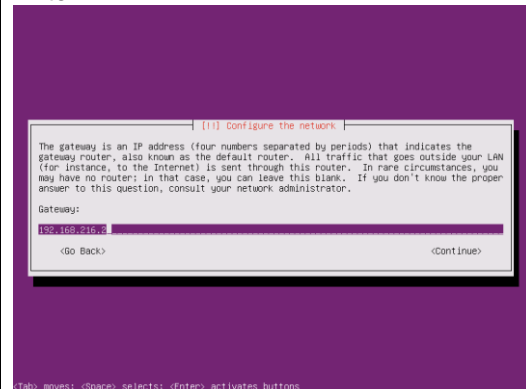 [!!] Configure the network
The gateway is an IP address (four numbers separated by periods) that indicates the
gateway router, also known as the default router. All traffic that goes outside your LAN
(for instance, to the Internet) is sent through this router. In rare circumstances, you
may have no router; in that case, you can leave this blank. If you don't know the proper
answer to this question, consult your network administrator.
Gateway:
192.168.216.2
<Go Back> <Continue>
<Tab> moves; <Space> selects; <Enter> activates buttons